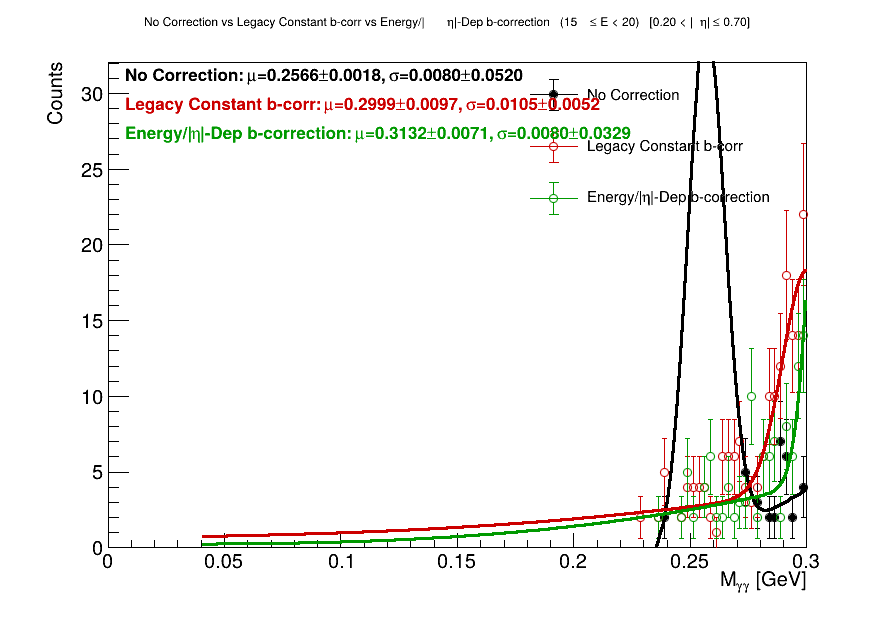 No Correction vs Legacy Constant b-corr vs Energy/| η|-Dep b-correction (15 ≤ E < 20) [0.20 < | η| ≤ 0.70]
Counts
No Correction: μ=0.2566±0.0018, σ=0.0080±0.0520
Legacy Constant b-corr: μ=0.2999±0.0097, σ=0.0105±0.0052
Energy/|η|-Dep b-correction: μ=0.3132±0.0071, σ=0.0080±0.0329
No Correction
Legacy Constant b-corr
Energy/|η|-Dep b-correction
30
25
20
15
10
5
0
0 0.05 0.1 0.15 0.2 0.25 0.3
Mγγ [GeV]